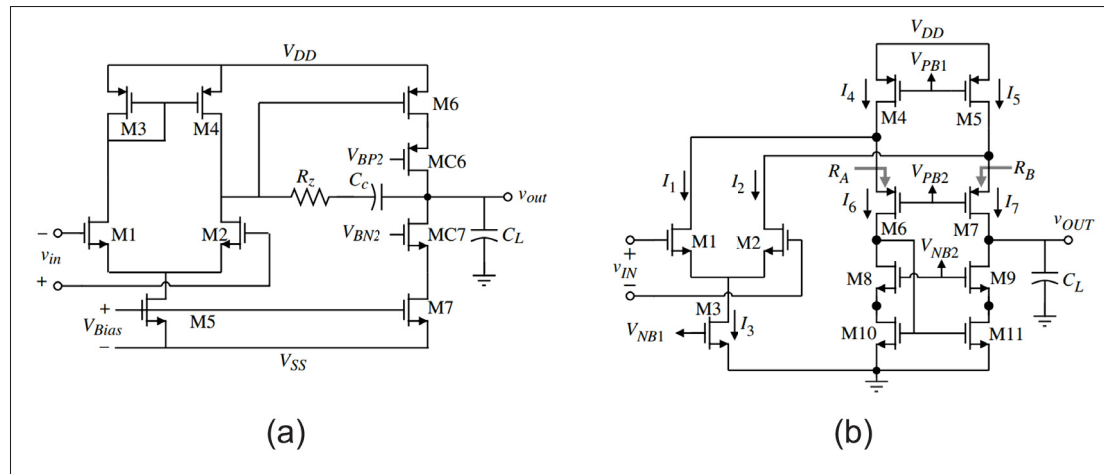 V_DD
M3
M4
M6
V_BP2
MC6
R_z
C_c
v_out
−
M1
M2
V_BN2
MC7
C_L
v_in
+
+
M5
M7
V_Bias
−
V_SS
(a)
V_DD
V_PB1
I_4
I_5
M4
M5
R_A
V_PB2
R_B
I_1
I_2
I_6
I_7
M6
M7
v_OUT
+
M1
M2
V_NB2
v_IN
M8
M9
C_L
−
M3
V_NB1
I_3
M10
M11
(b)